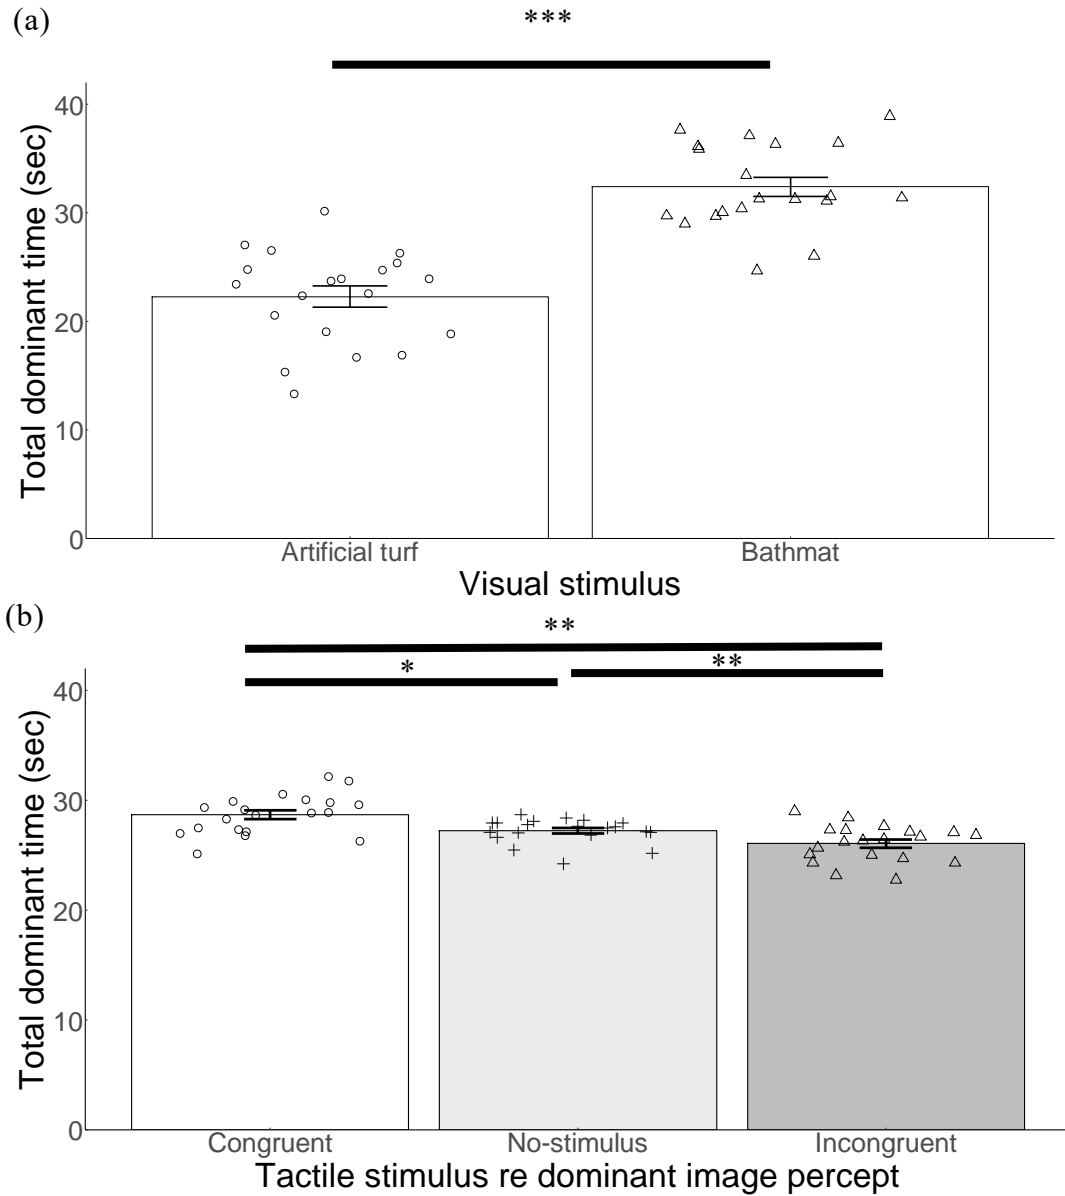 (a)
***
Total dominant time (sec)
40
30
20
10
0
Artificial turf
Bathmat
Visual stimulus
(b)
**
*
**
Total dominant time (sec)
40
30
20
10
0
Congruent
No-stimulus
Incongruent
Tactile stimulus re dominant image percept